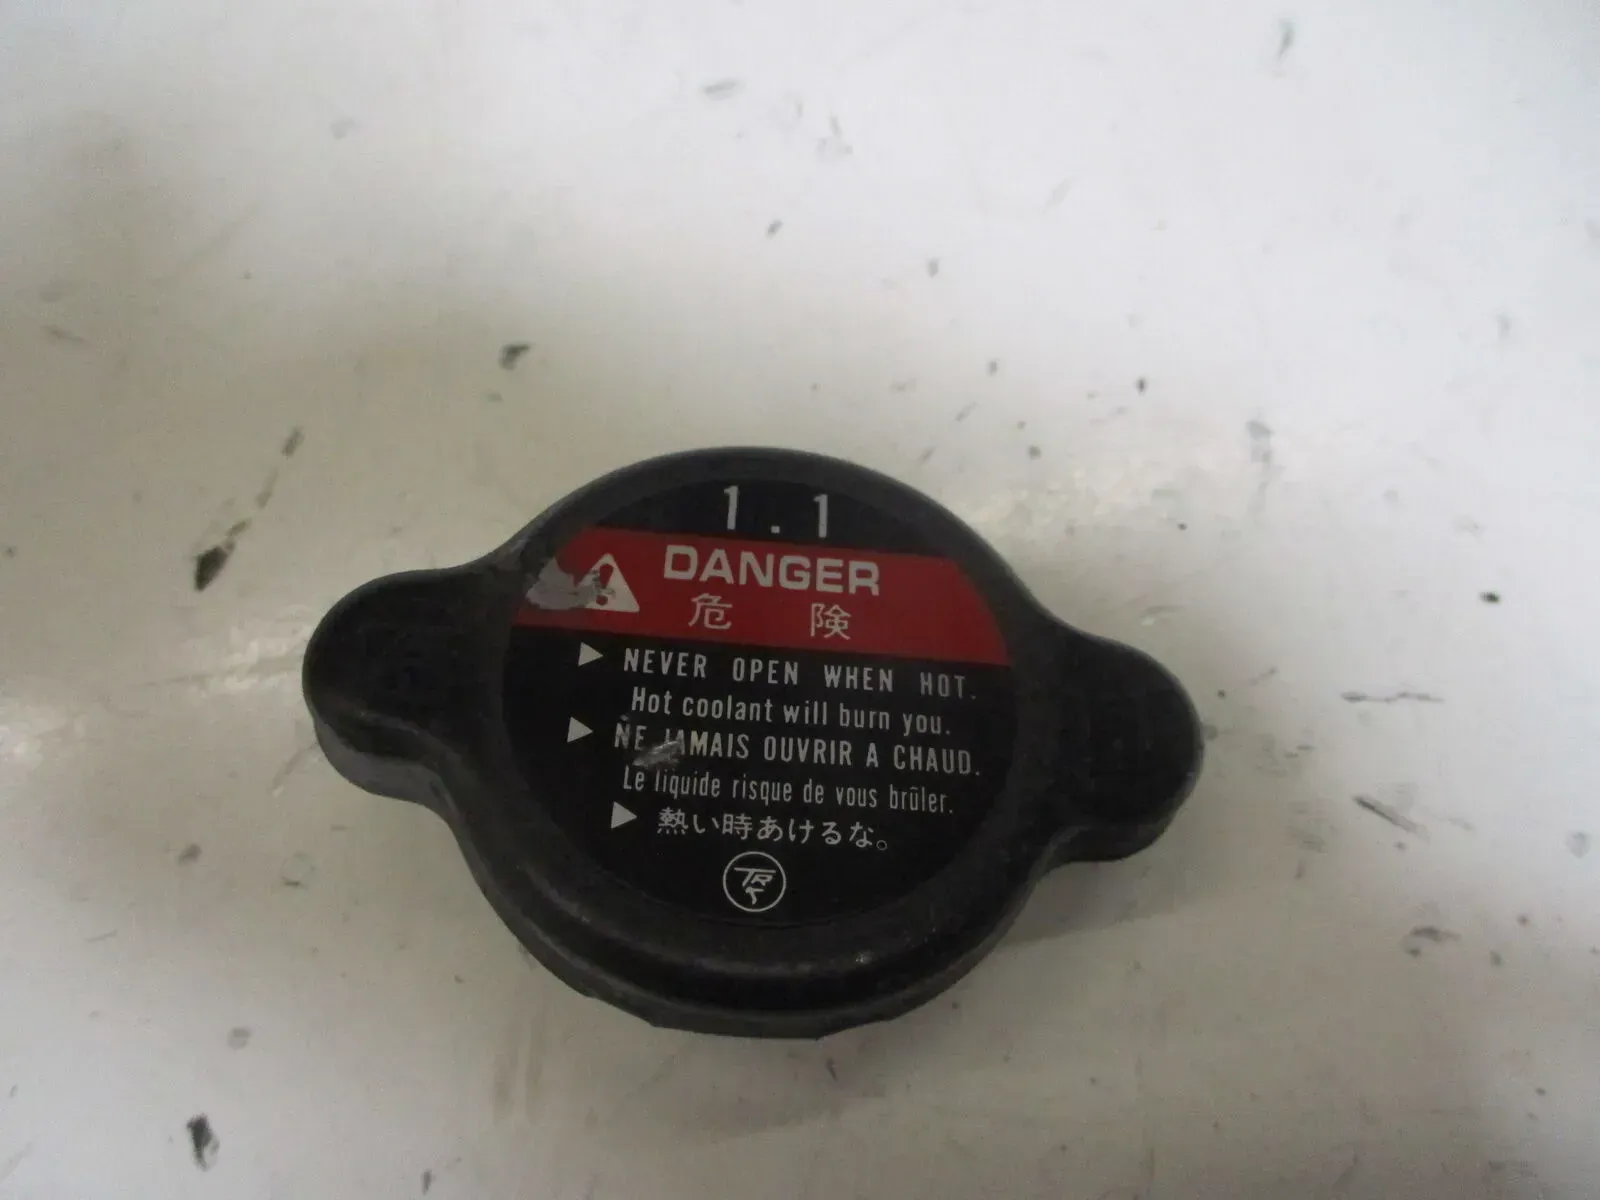 1.1
DANGER
危 険
NEVER OPEN WHEN HOT.
Hot coolant will burn you.
NE JAMAIS OUVRIR A CHAUD.
Le liquide risque de vous brûler.
熱い時あけるな。